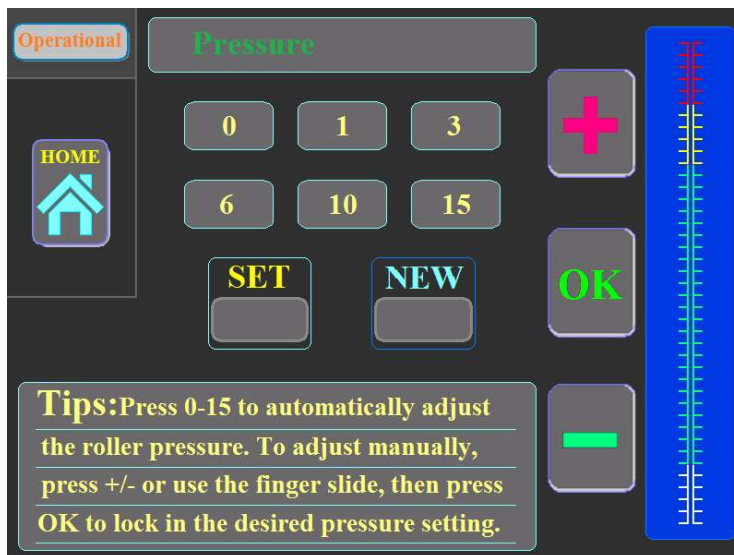 Operational
Pressure
HOME
0 1 3
6 10 15
SET NEW
OK
Tips:Press 0-15 to automatically adjust
the roller pressure. To adjust manually,
press +/- or use the finger slide, then press
OK to lock in the desired pressure setting.